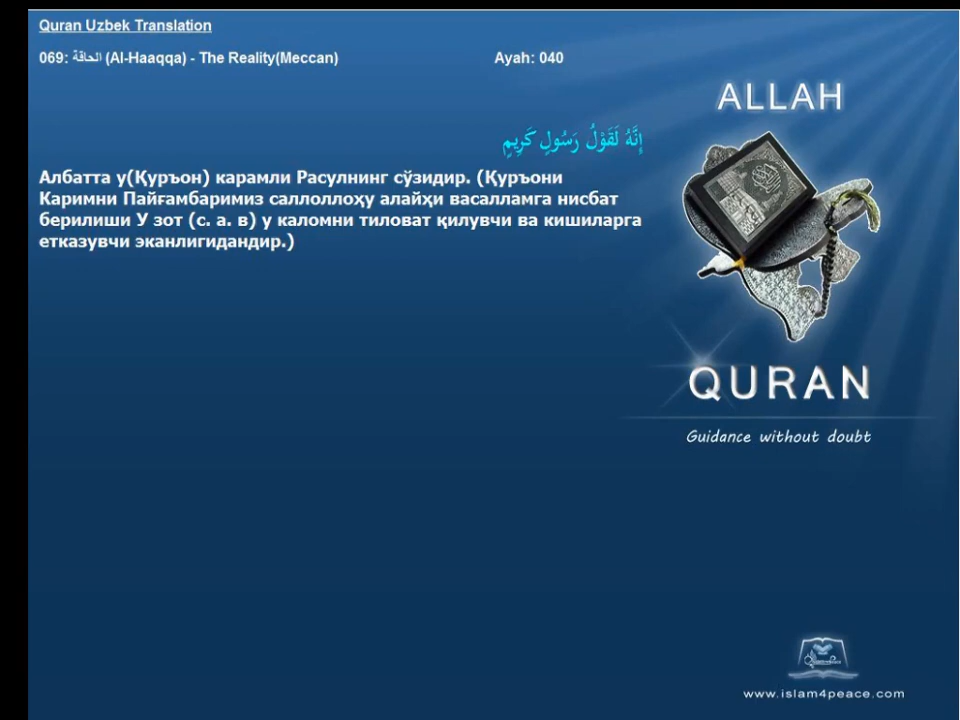 Quran Uzbek Translation
069: الحاقة (Al-Haaqqa) - The Reality(Meccan) Ayah: 040
إِنَّهُ لَقَوْلُ رَسُولٍ كَرِيمٍ
Албатта у(Қуръон) карамли Расулнинг сўзидир. (Қуръони
Каримни Пайғамбаримиз саллоллоҳу алайҳи васалламга нисбат
берилиши У зот (с. а. в) у каломни тиловат қилувчи ва кишиларга
етказувчи эканлигидандир.)
ALLAH
QURAN
Guidance without doubt
www.islam4peace.com